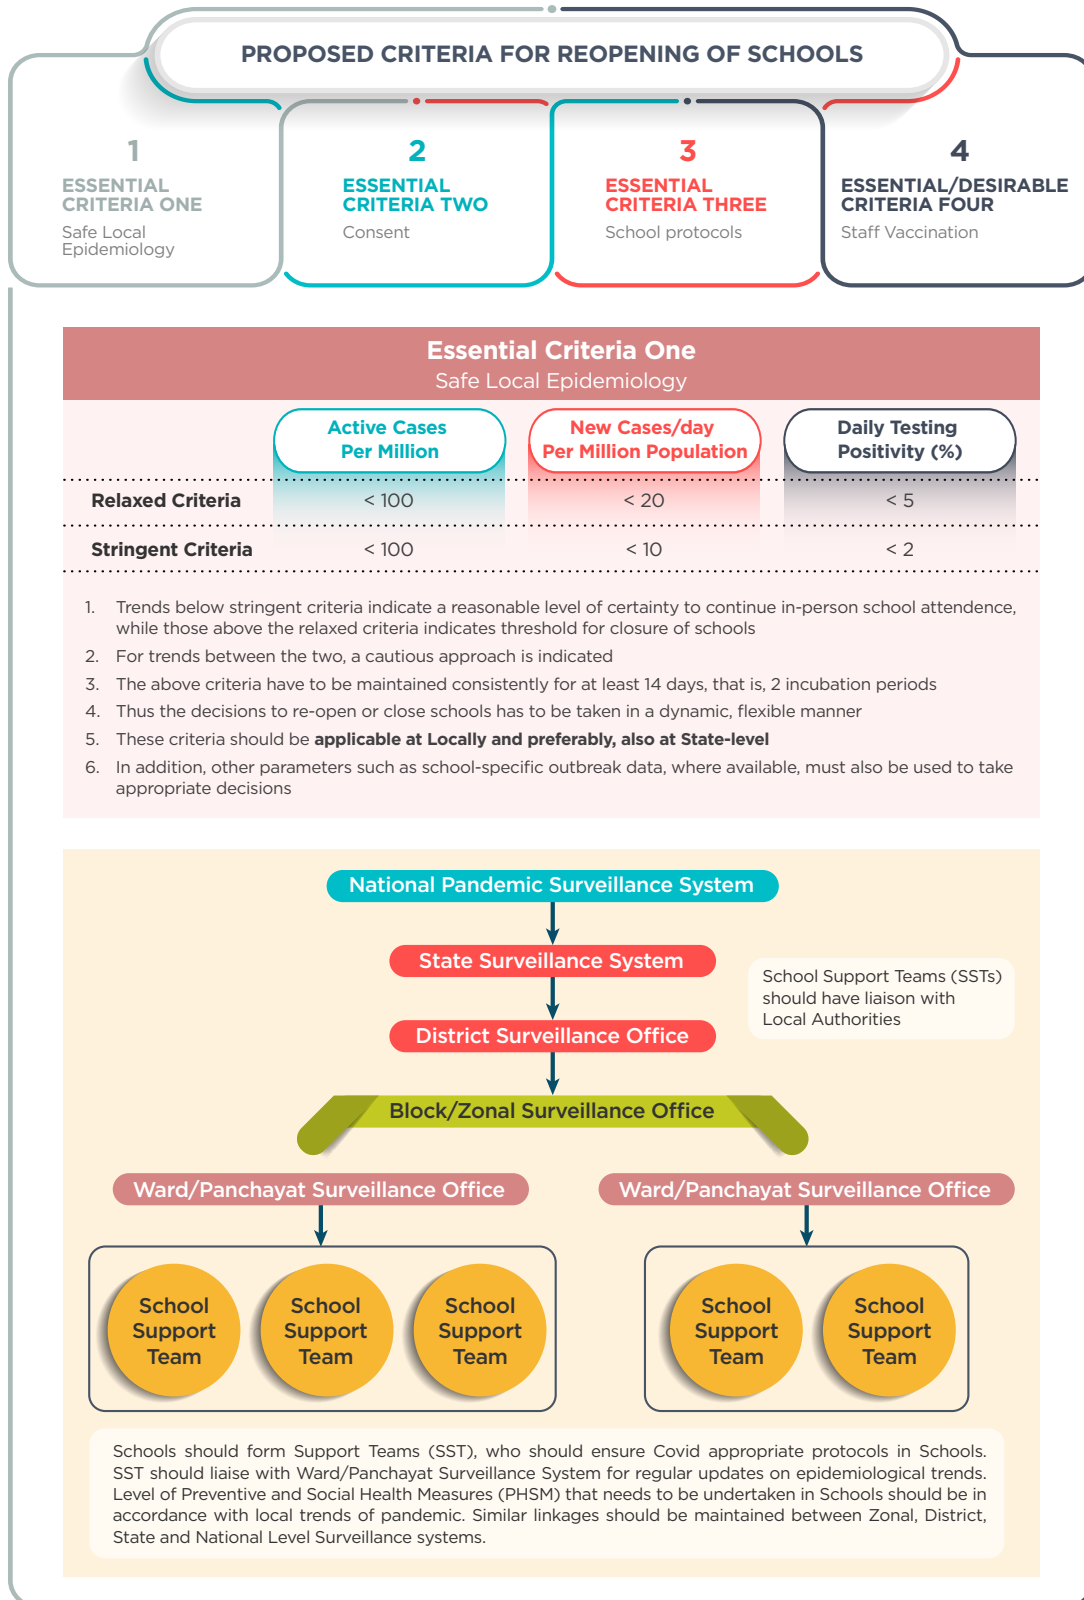 PROPOSED CRITERIA FOR REOPENING OF SCHOOLS
1
ESSENTIAL
CRITERIA ONE
Safe Local
Epidemiology
2
ESSENTIAL
CRITERIA TWO
Consent
3
ESSENTIAL
CRITERIA THREE
School protocols
4
ESSENTIAL/DESIRABLE
CRITERIA FOUR
Staff Vaccination
Essential Criteria One
Safe Local Epidemiology
Active Cases
Per Million
New Cases/day
Per Million Population
Daily Testing
Positivity (%)
Relaxed Criteria < 100 < 20 < 5
Stringent Criteria < 100 < 10 < 2
1. Trends below stringent criteria indicate a reasonable level of certainty to continue in-person school attendence,
while those above the relaxed criteria indicates threshold for closure of schools
2. For trends between the two, a cautious approach is indicated
3. The above criteria have to be maintained consistently for at least 14 days, that is, 2 incubation periods
4. Thus the decisions to re-open or close schools has to be taken in a dynamic, flexible manner
5. These criteria should be applicable at Locally and preferably, also at State-level
6. In addition, other parameters such as school-specific outbreak data, where available, must also be used to take
appropriate decisions
National Pandemic Surveillance System
State Surveillance System
School Support Teams (SSTs)
should have liaison with
Local Authorities
District Surveillance Office
Block/Zonal Surveillance Office
Ward/Panchayat Surveillance Office
Ward/Panchayat Surveillance Office
School
Support
Team
School
Support
Team
School
Support
Team
School
Support
Team
School
Support
Team
Schools should form Support Teams (SST), who should ensure Covid appropriate protocols in Schools.
SST should liaise with Ward/Panchayat Surveillance System for regular updates on epidemiological trends.
Level of Preventive and Social Health Measures (PHSM) that needs to be undertaken in Schools should be in
accordance with local trends of pandemic. Similar linkages should be maintained between Zonal, District,
State and National Level Surveillance systems.